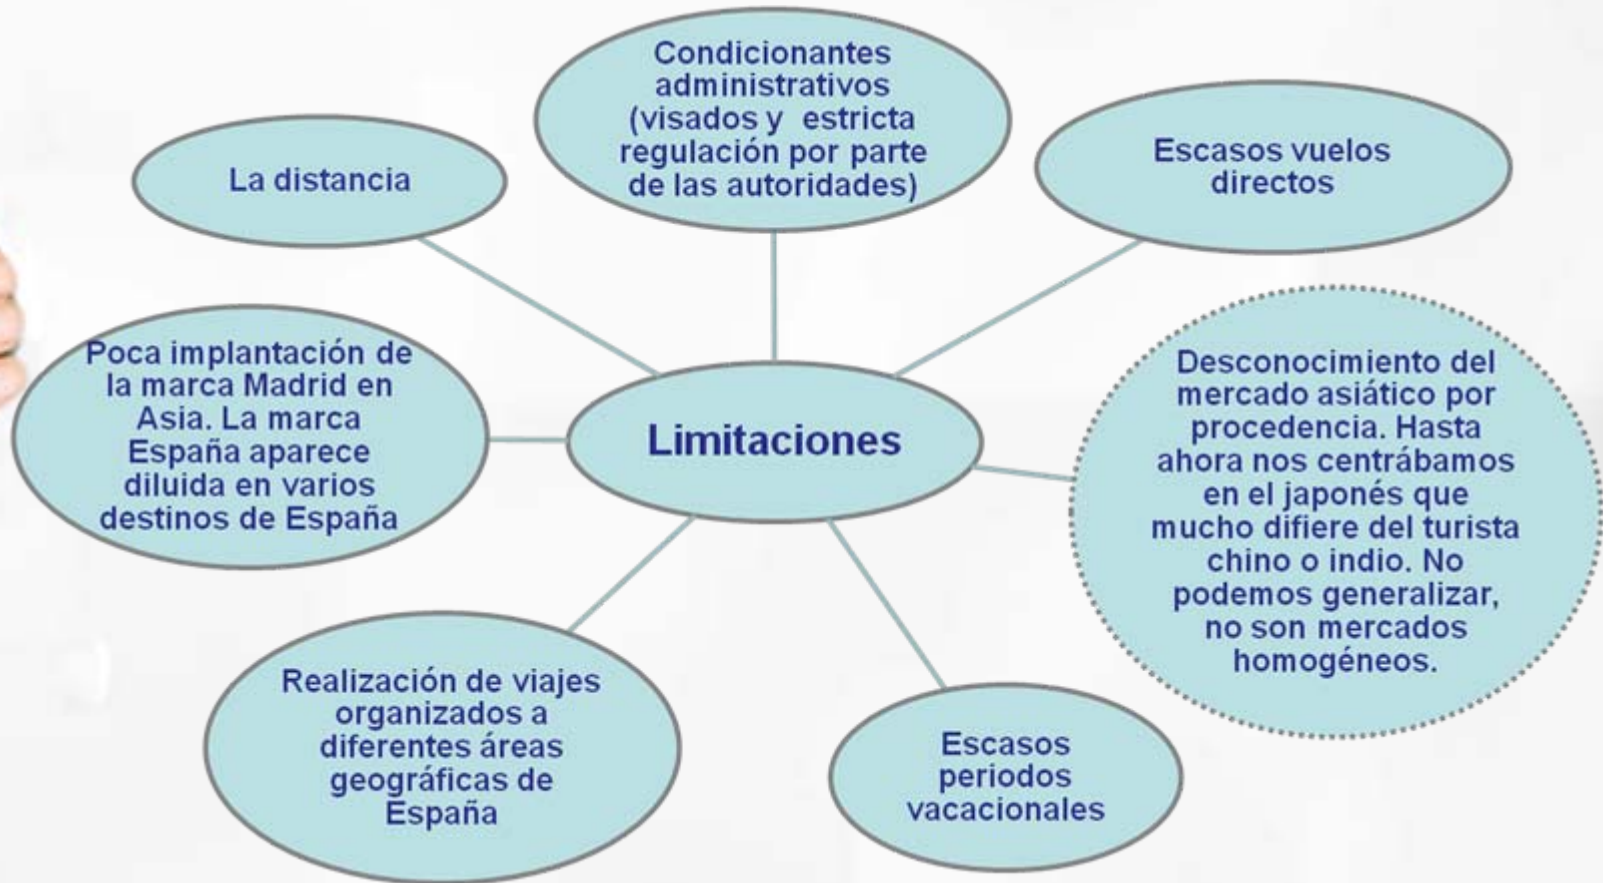 Condicionantes
administrativos
(visados y estricta
regulación por parte
de las autoridades)
La distancia
Escasos vuelos
directos
Poca implantación de
la marca Madrid en
Asia. La marca
España aparece
diluida en varios
destinos de España
Limitaciones
Desconocimiento del
mercado asiático por
procedencia. Hasta
ahora nos centrábamos
en el japonés que
mucho difiere del turista
chino o indio. No
podemos generalizar,
no son mercados
homogéneos.
Realización de viajes
organizados a
diferentes áreas
geográficas de
España
Escasos
periodos
vacacionales